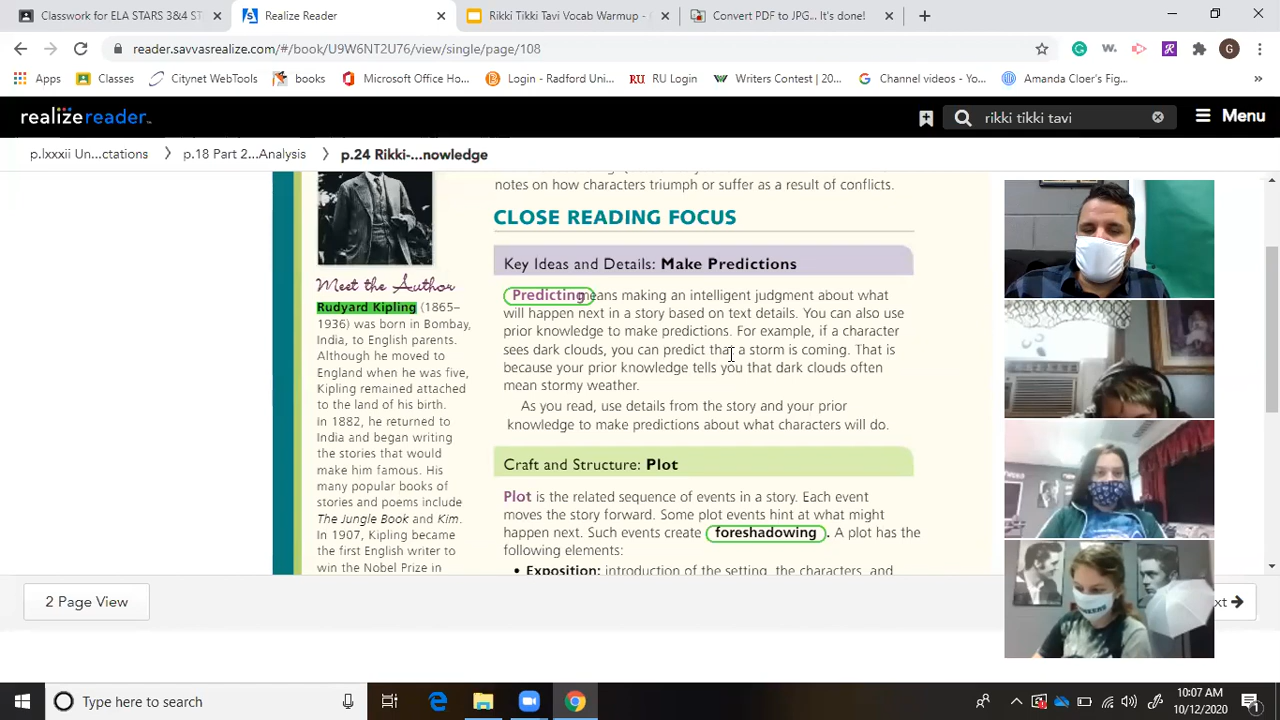 Classwork for ELA STARS 3&4 ST
Realize Reader
Rikki Tikki Tavi Vocab Warmup -
Convert PDF to JPG... It's done!
reader.savvasrealize.com/#/book/U9W6NT2U76/view/single/page/108
G
Apps
Classes
Citynet WebTools
books
Microsoft Office Ho...
Login - Radford Uni...
RU Login
Writers Contest | 20...
Channel videos - Yo...
Amanda Cloer's Fig...
»
realizereader™
rikki tikki tavi
Menu
p.lxxxii Un...ctations
p.18 Part 2...Analysis
p.24 Rikki-...nowledge
notes on how characters triumph or suffer as a result of conflicts.
CLOSE READING FOCUS
Key Ideas and Details: Make Predictions
Predicting means making an intelligent judgment about what
will happen next in a story based on text details. You can also use
prior knowledge to make predictions. For example, if a character
sees dark clouds, you can predict that a storm is coming. That is
because your prior knowledge tells you that dark clouds often
mean stormy weather.
As you read, use details from the story and your prior
knowledge to make predictions about what characters will do.
Craft and Structure: Plot
Plot is the related sequence of events in a story. Each event
moves the story forward. Some plot events hint at what might
happen next. Such events create foreshadowing. A plot has the
following elements:
• Exposition: introduction of the setting, the characters, and
Meet the Author
Rudyard Kipling (1865–
1936) was born in Bombay,
India, to English parents.
Although he moved to
England when he was five,
Kipling remained attached
to the land of his birth.
In 1882, he returned to
India and began writing
the stories that would
make him famous. His
many popular books of
stories and poems include
The Jungle Book and Kim.
In 1907, Kipling became
the first English writer to
win the Nobel Prize in
2 Page View
xt
Type here to search
10:07 AM
10/12/2020
1